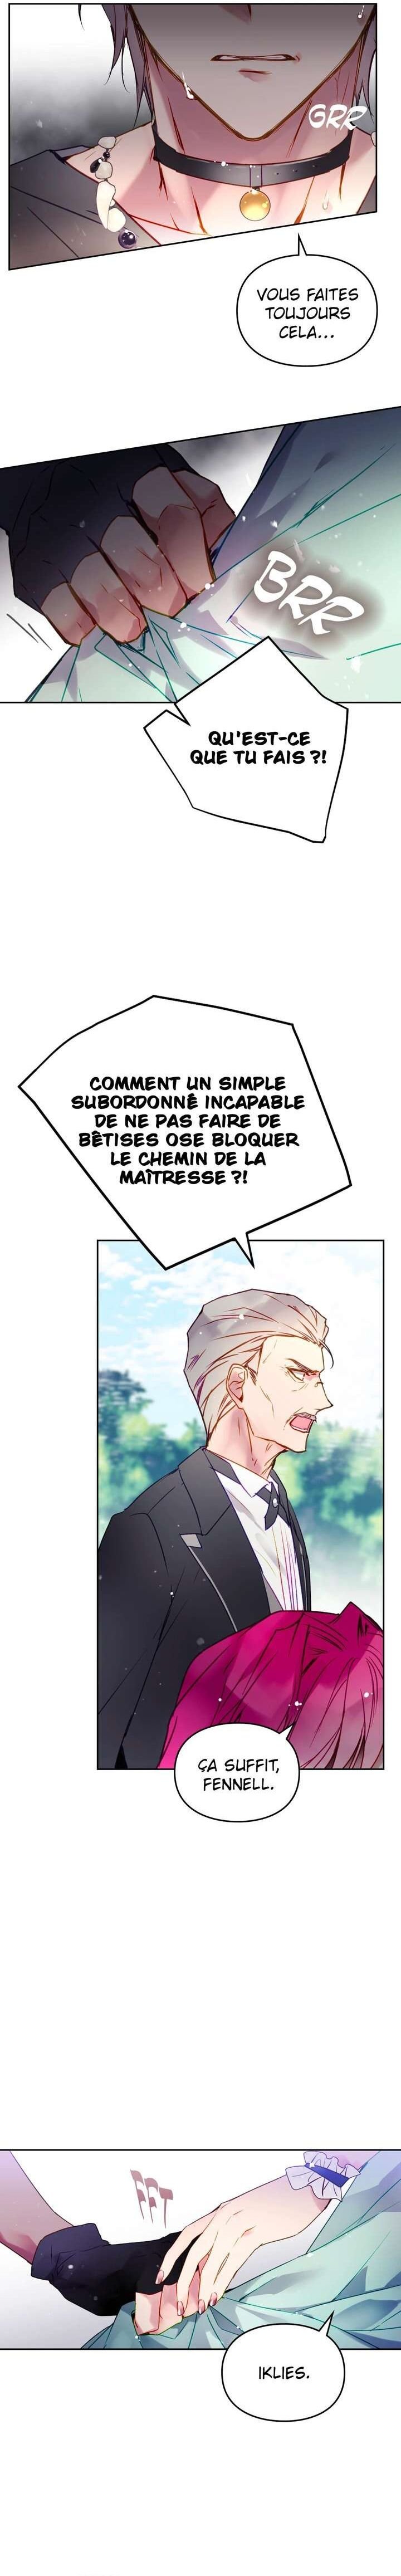 GRR
VOUS FAITES
TOUJOURS
CELA...
BRR
QU'EST-CE
QUE TU FAIS ?!
COMMENT UN SIMPLE
SUBORDONNÉ INCAPABLE
DE NE PAS FAIRE DE
BÊTISES OSE BLOQUER
LE CHEMIN DE LA
MAÎTRESSE ?!
ÇA SUFFIT,
FENNELL.
FFT
IKLIES.